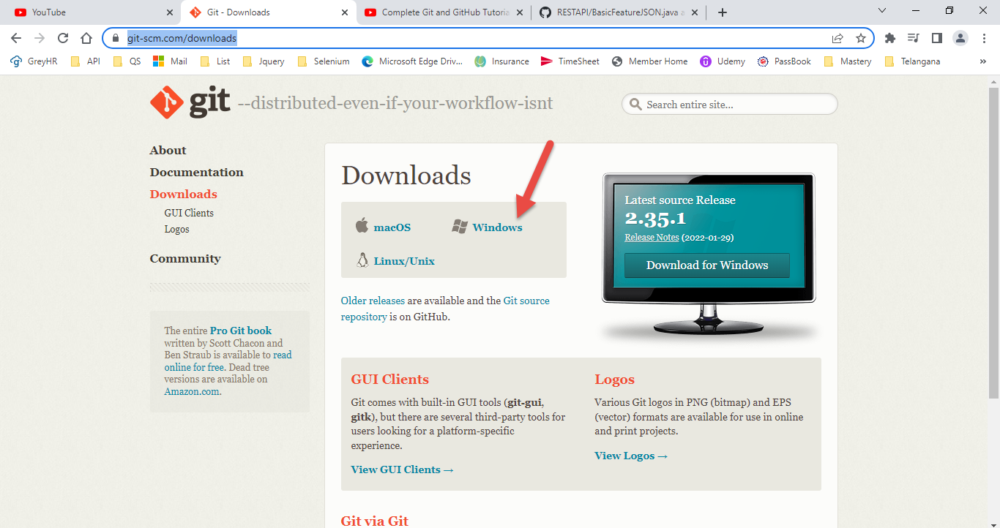 YouTube
Git - Downloads
Complete Git and GitHub Tutoria
RESTAPI/BasicFeatureJSON.java a
git-scm.com/downloads
GreyHR
API
QS
Mail
List
Jquery
Selenium
Microsoft Edge Driv...
Insurance
TimeSheet
Member Home
Udemy
PassBook
Mastery
Telangana
»
git --distributed-even-if-your-workflow-isnt
Search entire site...
About
Documentation
Downloads
GUI Clients
Logos
Community
The entire Pro Git book
written by Scott Chacon and
Ben Straub is available to read
online for free. Dead tree
versions are available on
Amazon.com.
Downloads
macOS
Windows
Linux/Unix
Older releases are available and the Git source
repository is on GitHub.
Latest source Release
2.35.1
Release Notes (2022-01-29)
Download for Windows
GUI Clients
Git comes with built-in GUI tools (git-gui,
gitk), but there are several third-party tools for
users looking for a platform-specific
experience.
View GUI Clients →
Logos
Various Git logos in PNG (bitmap) and EPS
(vector) formats are available for use in online
and print projects.
View Logos →
Git via Git